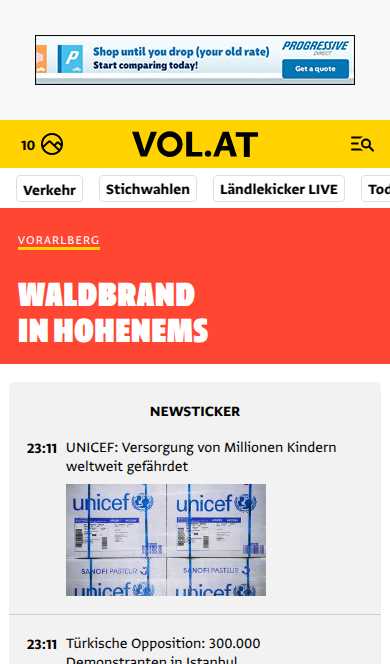 Shop until you drop (your old rate)
Start comparing today!
PROGRESSIVE
DIRECT
Get a quote
10
VOL.AT
Verkehr
Stichwahlen
Ländlekicker LIVE
Tod
VORARLBERG
WALDBRAND
IN HOHENEMS
NEWSTICKER
23:11 UNICEF: Versorgung von Millionen Kindern
weltweit gefährdet
unicef unicef
SANOFI PASTEUR SANOFI PASTEUR
unicef unicef
23:11 Türkische Opposition: 300.000
Demonstranten in Istanbul